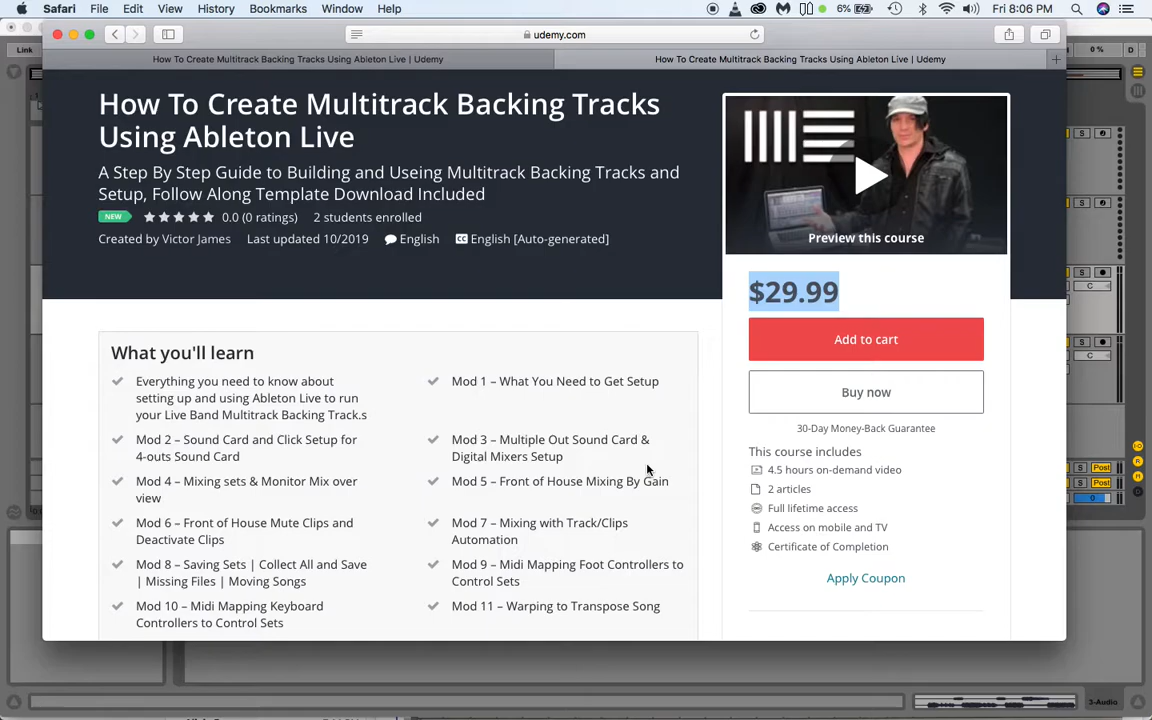 Safari File Edit View History Bookmarks Window Help 6% Fri 8:06 PM
udemy.com
How To Create Multitrack Backing Tracks Using Ableton Live | Udemy
How To Create Multitrack Backing Tracks Using Ableton Live | Udemy
Link
0 %
D
How To Create Multitrack Backing Tracks
Using Ableton Live
A Step By Step Guide to Building and Useing Multitrack Backing Tracks and
Setup, Follow Along Template Download Included
NEW 0.0 (0 ratings) 2 students enrolled
Created by Victor James Last updated 10/2019 English English [Auto-generated]
Preview this course
$29.99
Add to cart
Buy now
30-Day Money-Back Guarantee
This course includes
4.5 hours on-demand video
2 articles
Full lifetime access
Access on mobile and TV
Certificate of Completion
Apply Coupon
What you'll learn
Everything you need to know about
setting up and using Ableton Live to run
your Live Band Multitrack Backing Track.s
Mod 1 – What You Need to Get Setup
Mod 2 – Sound Card and Click Setup for
4-outs Sound Card
Mod 3 – Multiple Out Sound Card &
Digital Mixers Setup
Mod 4 – Mixing sets & Monitor Mix over
view
Mod 5 – Front of House Mixing By Gain
Mod 6 – Front of House Mute Clips and
Deactivate Clips
Mod 7 – Mixing with Track/Clips
Automation
Mod 8 – Saving Sets | Collect All and Save
| Missing Files | Moving Songs
Mod 9 – Midi Mapping Foot Controllers to
Control Sets
Mod 10 – Midi Mapping Keyboard
Controllers to Control Sets
Mod 11 – Warping to Transpose Song
S
S
S
C
S
C
S Post
S Post
0
3-Audio